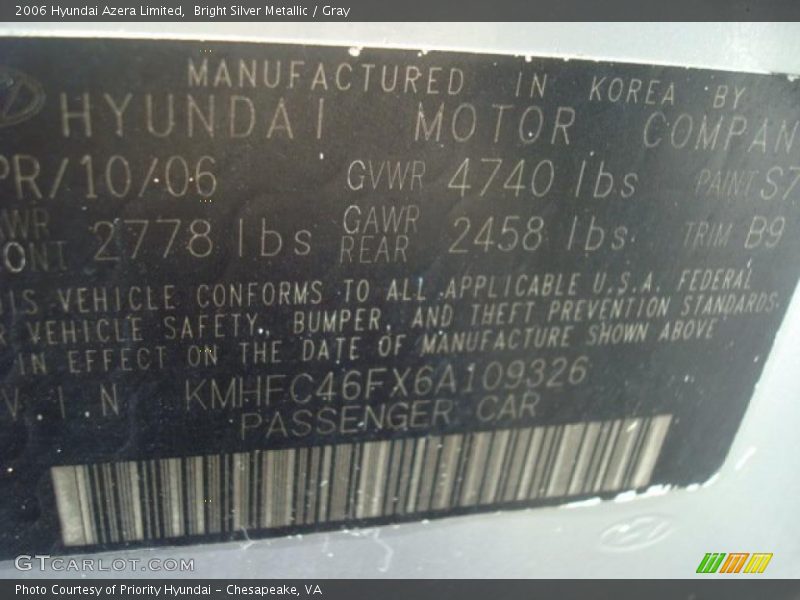 2006 Hyundai Azera Limited, Bright Silver Metallic / Gray
MANUFACTURED IN KOREA BY
HYUNDAI MOTOR COMPAN
PR/10/06 GVWR 4740 lbs PAINT S7
WR GAWR
ONT 2778 lbs REAR 2458 lbs. TRIM B9
IS VEHICLE CONFORMS TO ALL APPLICABLE U.S.A. FEDERAL
R VEHICLE SAFETY, BUMPER, AND THEFT PREVENTION STANDARDS
IN EFFECT ON THE DATE OF MANUFACTURE SHOWN ABOVE
V.I.N KMHFC46FX6A109326
PASSENGER CAR
GTCARLOT.COM
Photo Courtesy of Priority Hyundai - Chesapeake, VA